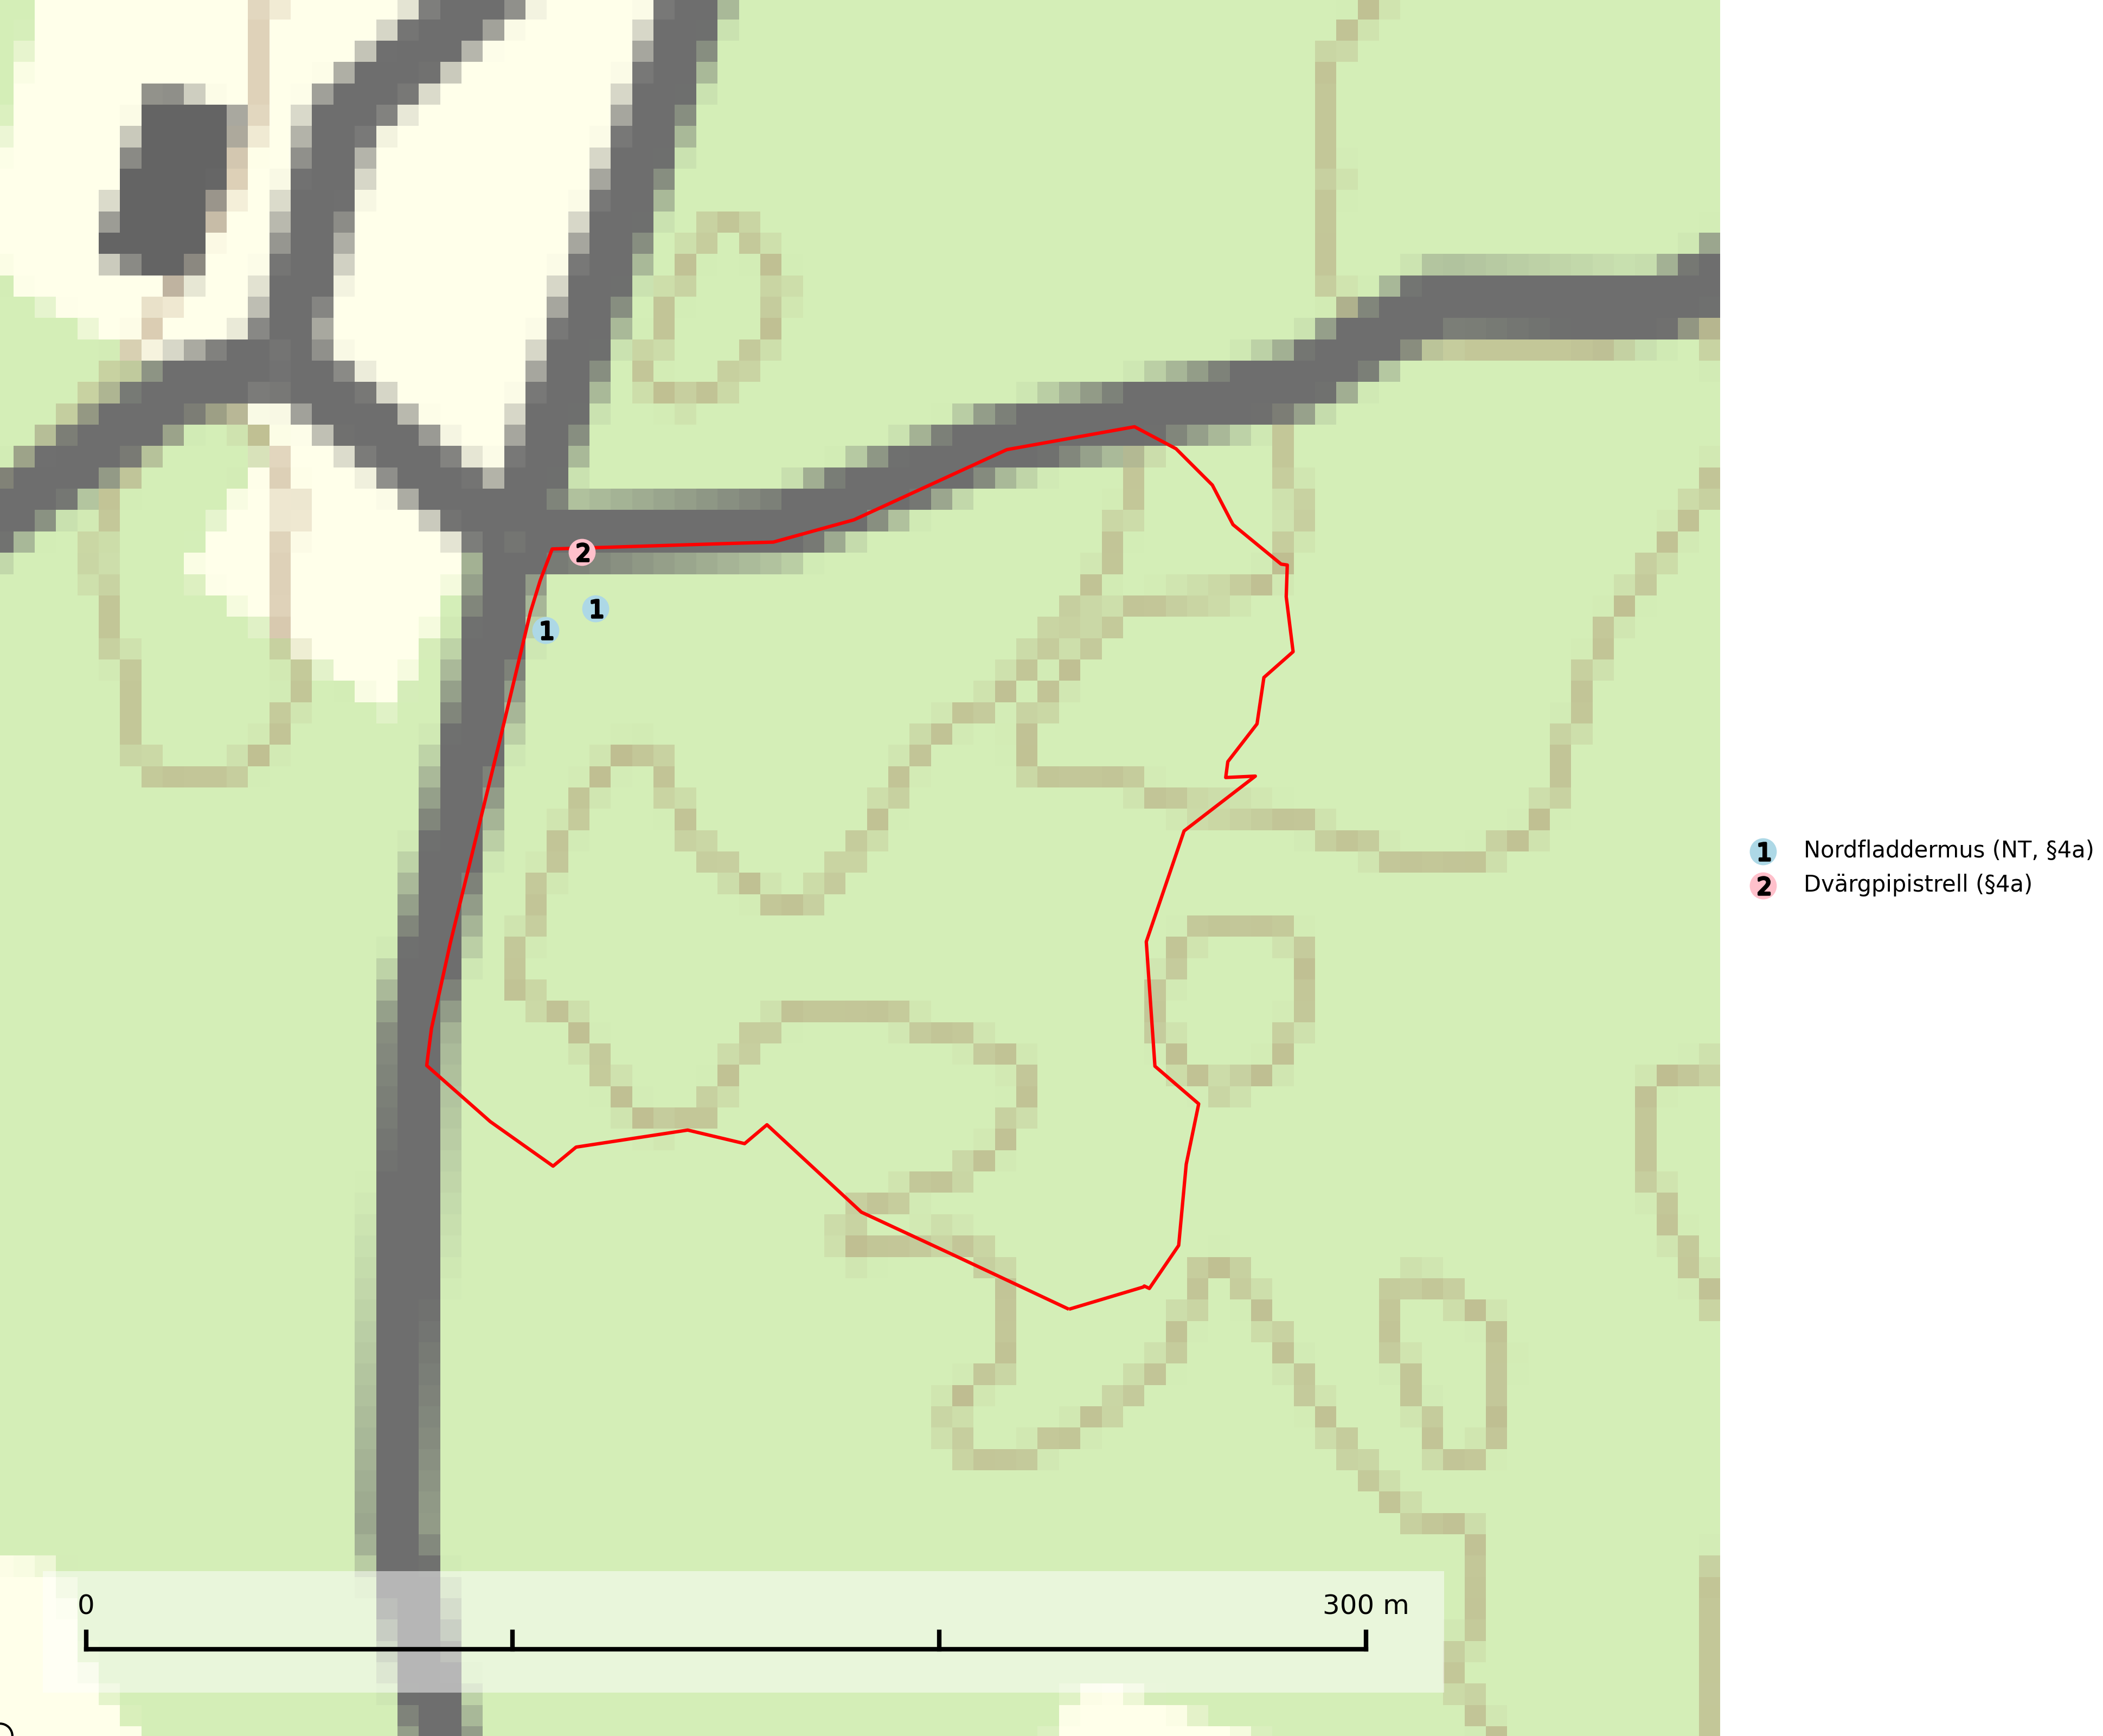 2
1
1
1 Nordfladdermus (NT, §4a)
2 Dvärgpipistrell (§4a)
0 300 m